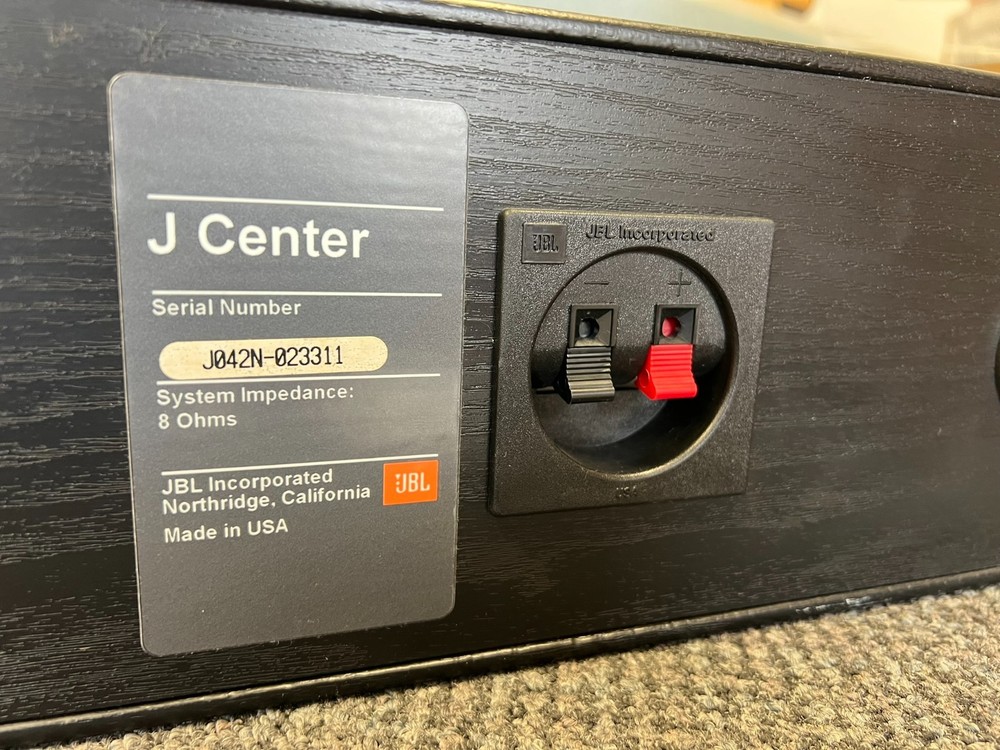 J Center
Serial Number
J042N-023311
System Impedance:
8 Ohms
JBL Incorporated
Northridge, California
JBL
Made in USA
JBL
JBL Incorporated
− +
USA